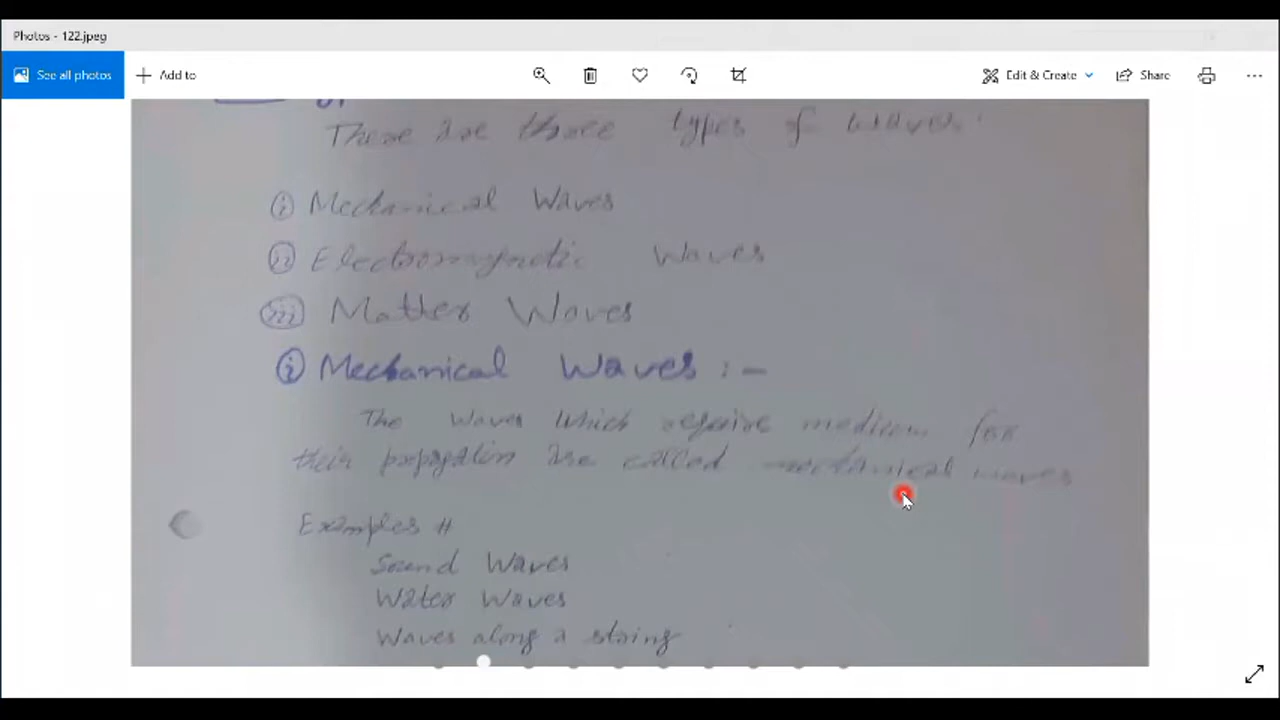 Photos - 122.jpeg
See all photos
Add to
Edit & Create
Share
There are three types of waves:
(i) Mechanical Waves
(ii) Electromagnetic Waves
(iii) Matter Waves
(i) Mechanical Waves :-
The Waves Which require medium for
their propagation are called mechanical waves
Examples #
Sound Waves
Water Waves
Waves along a string